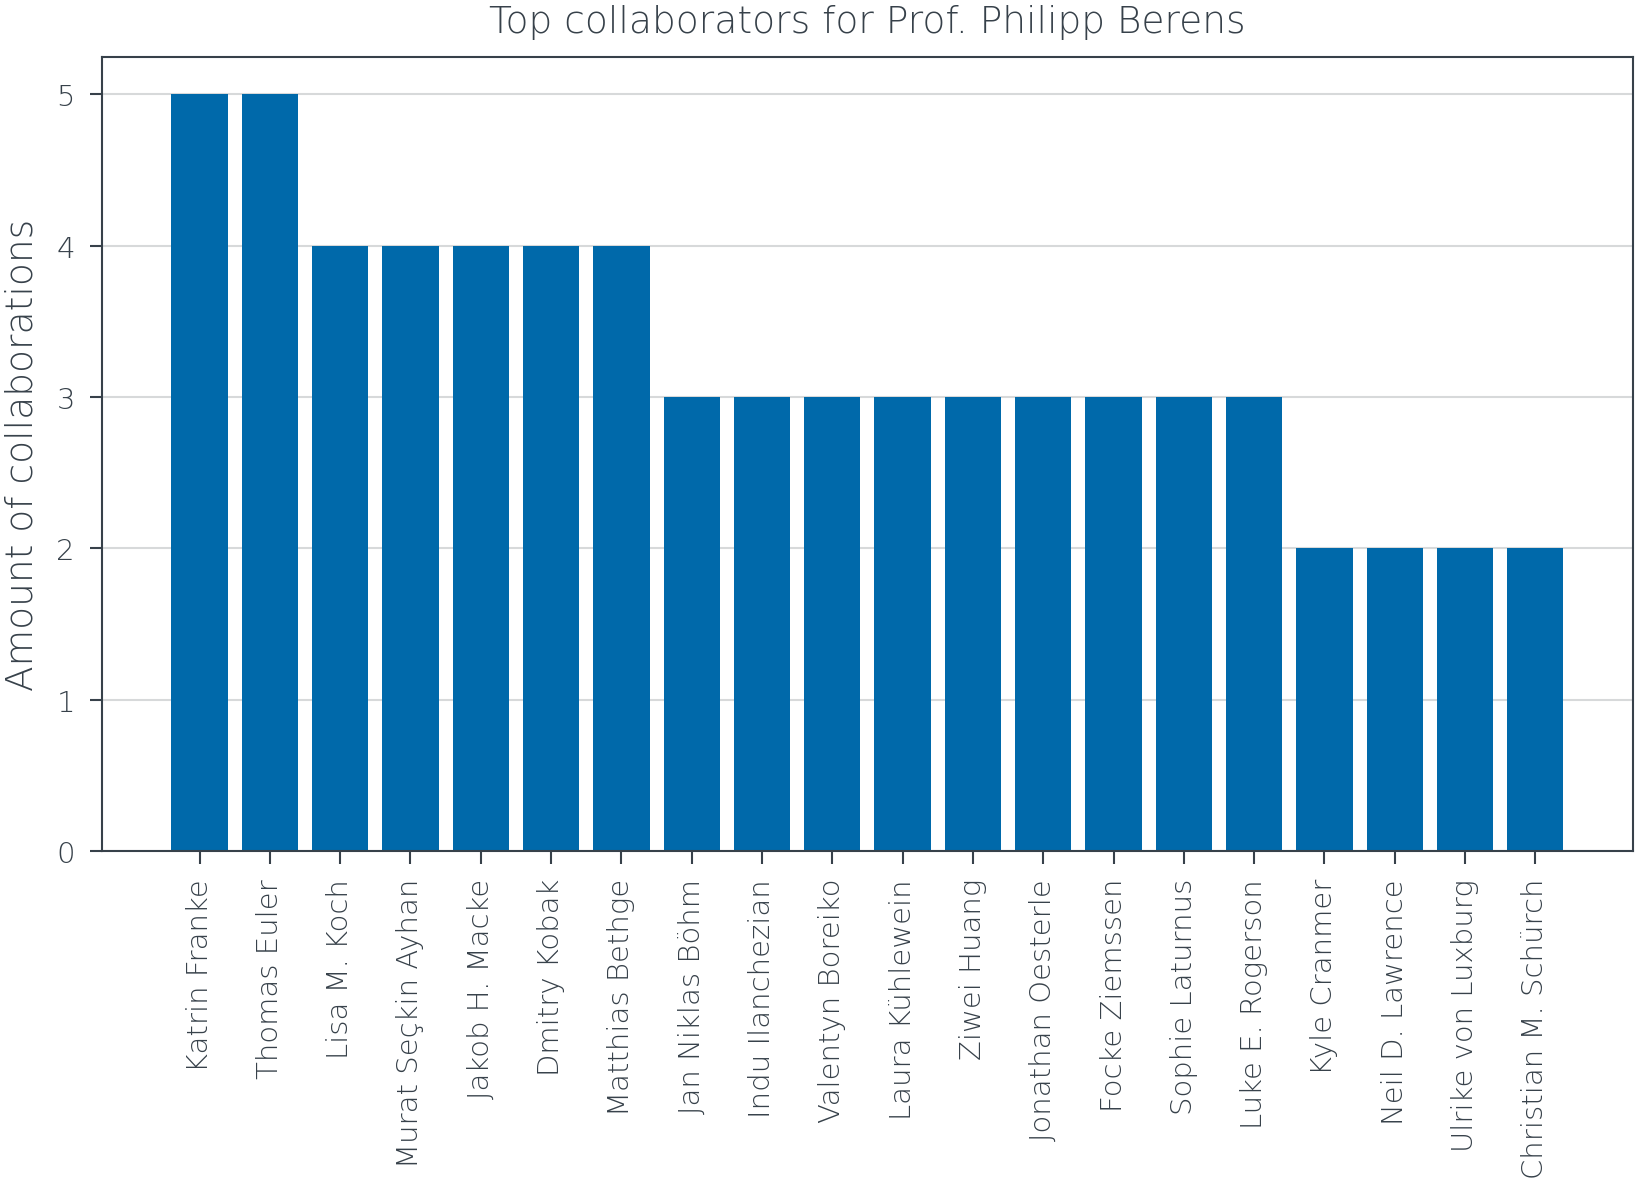 Top collaborators for Prof. Philipp Berens
Amount of collaborations
5
4
3
2
1
0
Katrin Franke
Thomas Euler
Lisa M. Koch
Murat Seçkin Ayhan
Jakob H. Macke
Dmitry Kobak
Matthias Bethge
Jan Niklas Böhm
Indu Ilanchezian
Valentyn Boreiko
Laura Kühlewein
Ziwei Huang
Jonathan Oesterle
Focke Ziemssen
Sophie Laturnus
Luke E. Rogerson
Kyle Cranmer
Neil D. Lawrence
Ulrike von Luxburg
Christian M. Schürch